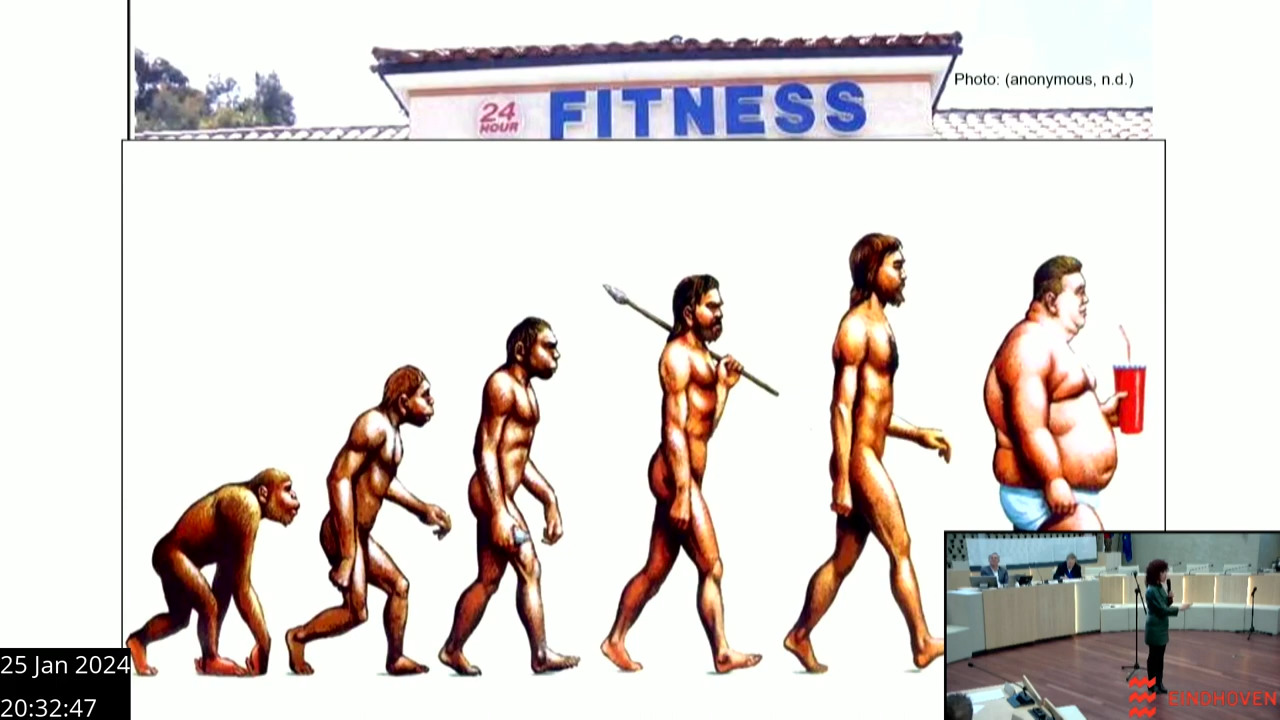 Photo: (anonymous, n.d.)
24
HOUR
FITNESS
25 Jan 2024
20:32:47
EINDHOVEN